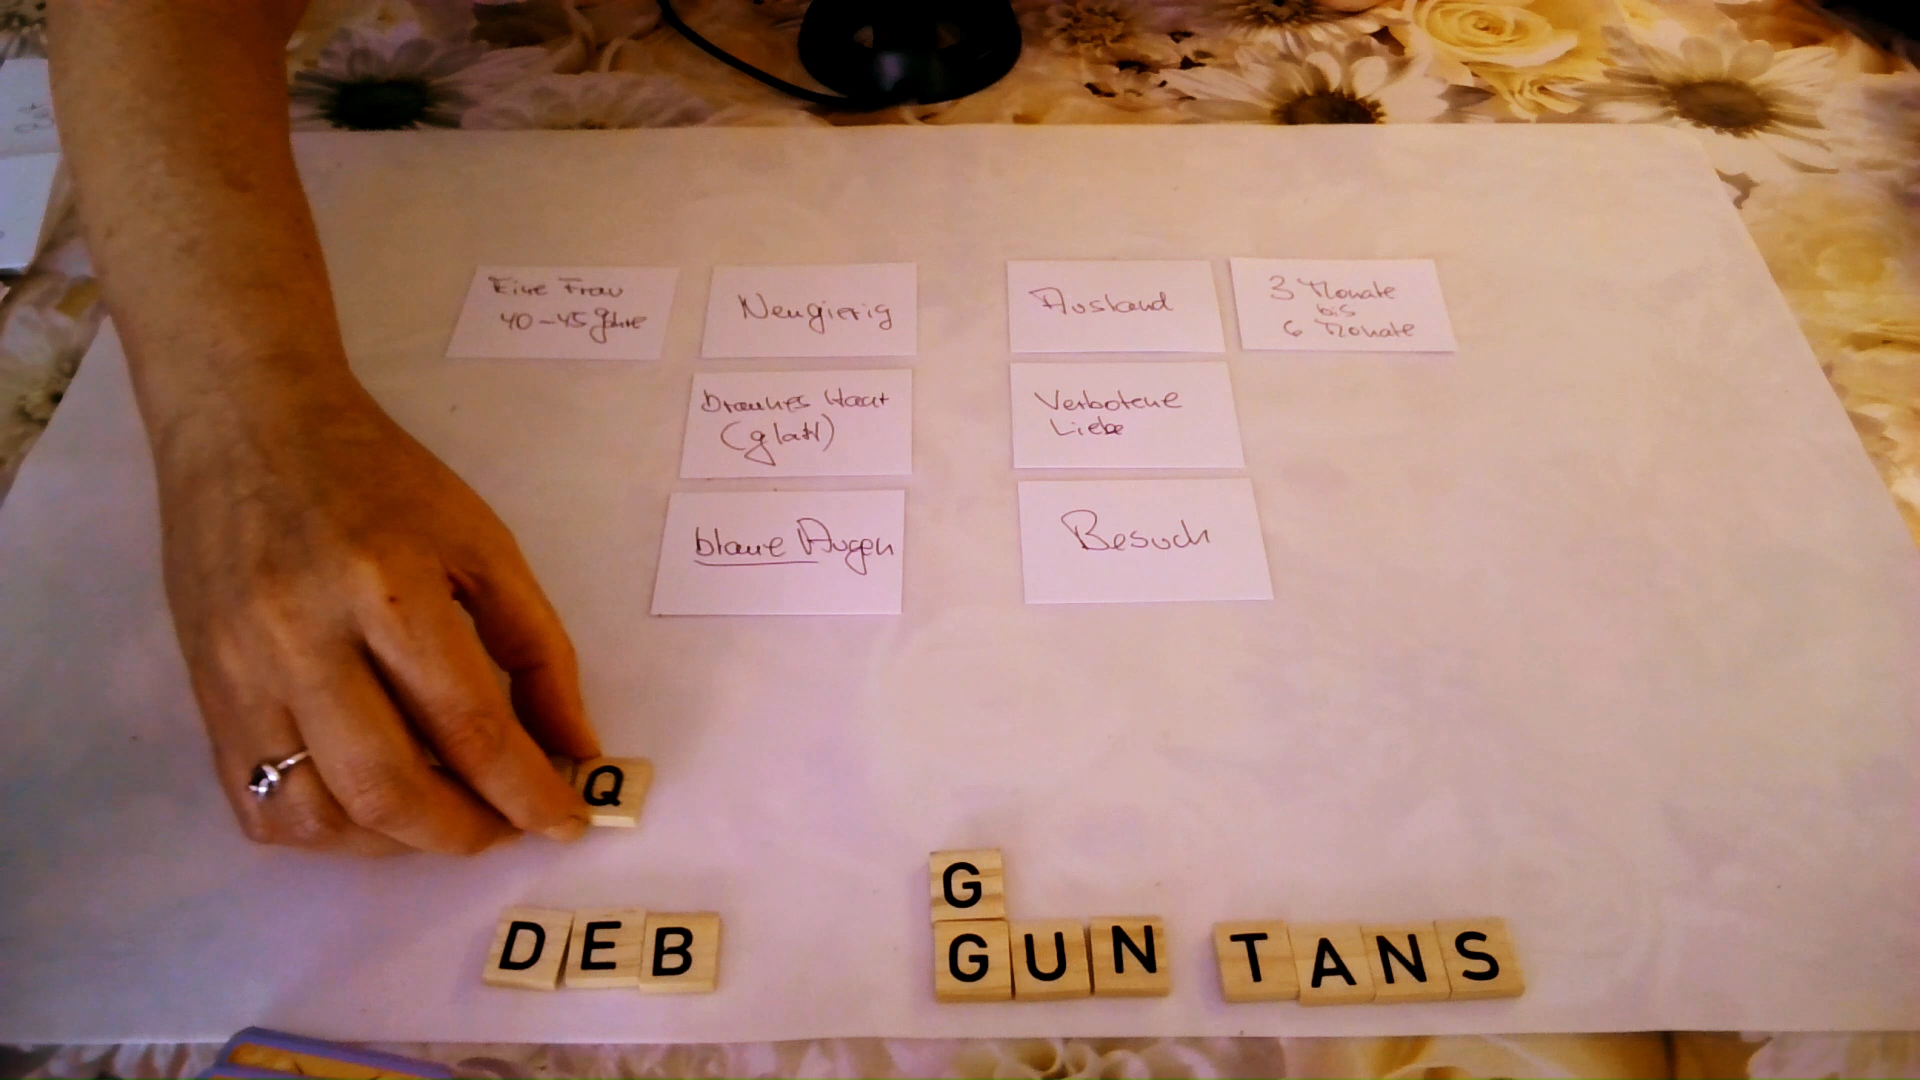 Eine Frau
40-45 Jahre
Neugierig
Ausland
3 Monate
bis
6 Monate
braunes Haar
(glatt)
Verbotene
Liebe
blaue Augen
Besuch
Q
G
DEB
GUN TANS